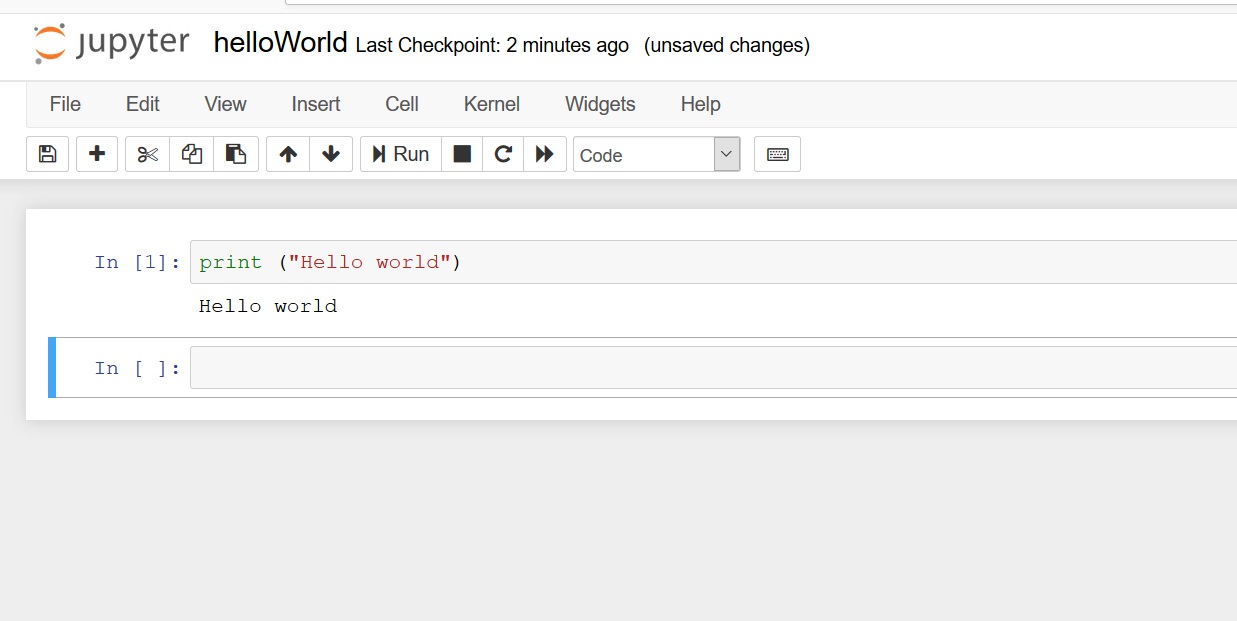 jupyter helloWorld Last Checkpoint: 2 minutes ago (unsaved changes)
File Edit View Insert Cell Kernel Widgets Help
Run Code
In [1]: print ("Hello world")
Hello world
In [ ]: